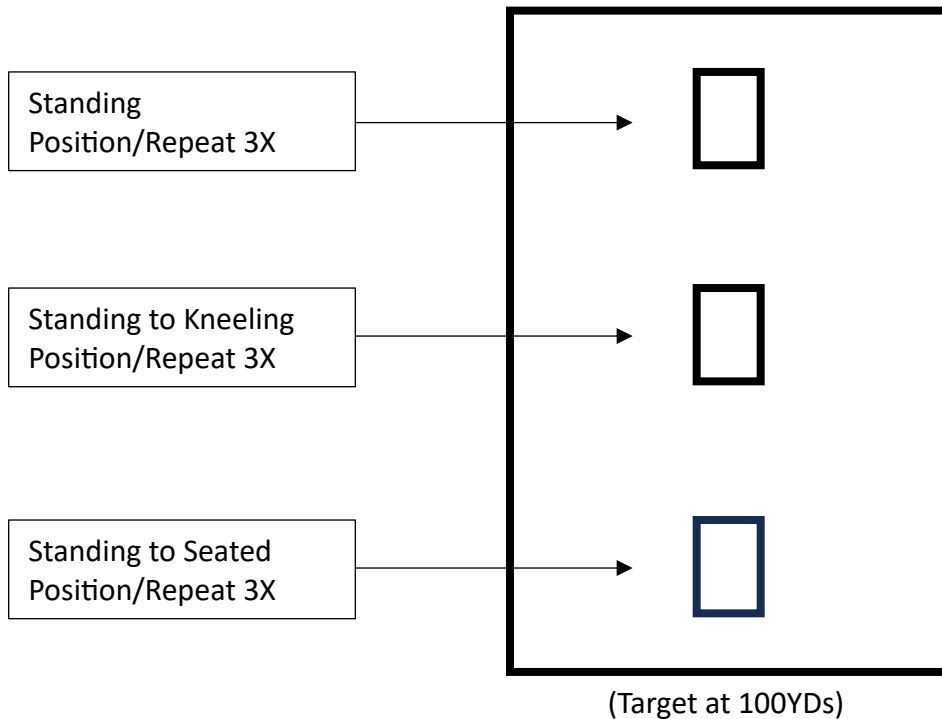 Standing
Position/Repeat 3X
Standing to Kneeling
Position/Repeat 3X
Standing to Seated
Position/Repeat 3X
(Target at 100YDs)